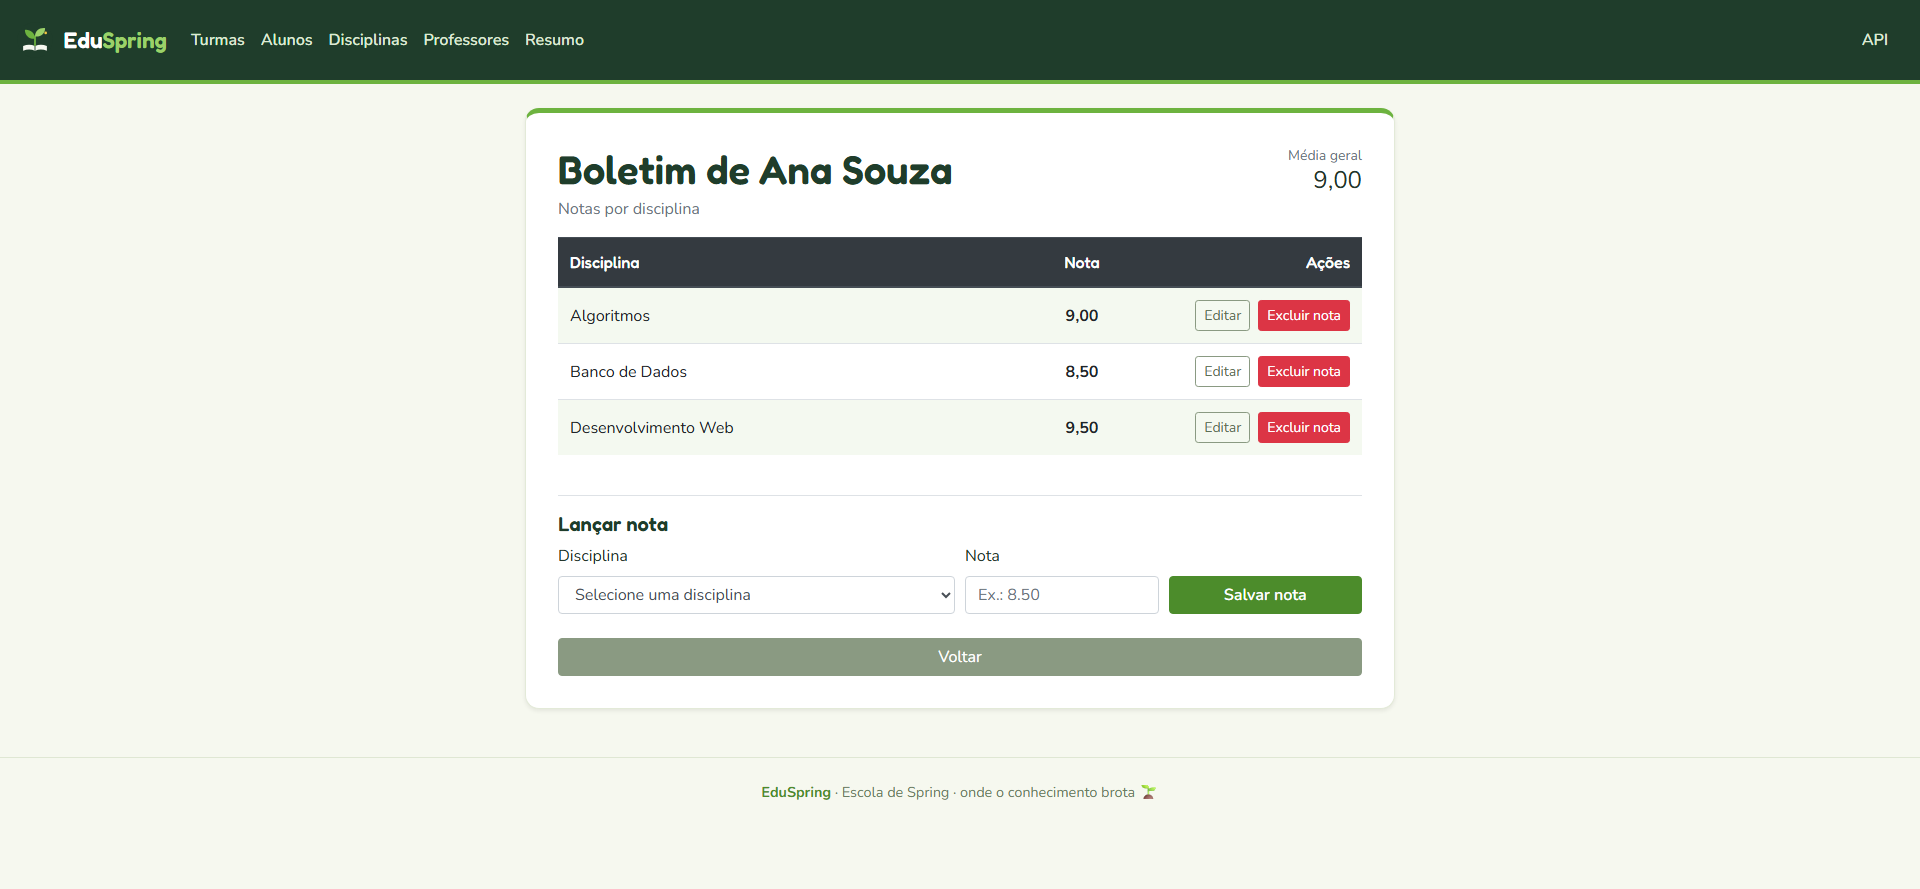 EduSpring Turmas Alunos Disciplinas Professores Resumo API
Boletim de Ana Souza
Média geral
9,00
Notas por disciplina
Disciplina Nota Ações
Algoritmos 9,00 Editar Excluir nota
Banco de Dados 8,50 Editar Excluir nota
Desenvolvimento Web 9,50 Editar Excluir nota
Lançar nota
Disciplina Nota
Selecione uma disciplina Ex.: 8.50 Salvar nota
Voltar
EduSpring · Escola de Spring · onde o conhecimento brota